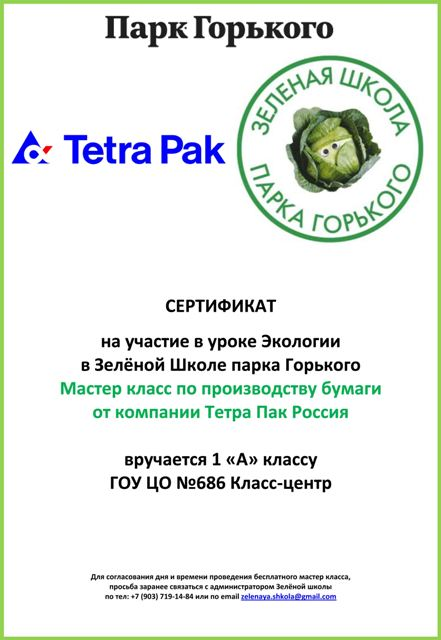 Парк Горького
Tetra Pak
ЗЕЛЕНАЯ ШКОЛА
ПАРКА ГОРЬКОГО
СЕРТИФИКАТ
на участие в уроке Экологии
в Зелёной Школе парка Горького
Мастер класс по производству бумаги
от компании Тетра Пак Россия
вручается 1 «А» классу
ГОУ ЦО №686 Класс-центр
Для согласования дня и времени проведения бесплатного мастер класса,
просьба заранее связаться с администратором Зелёной школы
по тел: +7 (903) 719-14-84 или по email zelenaya.shkola@gmail.com